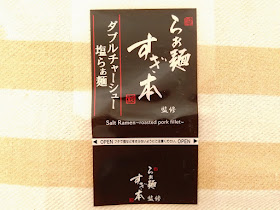 らぁ麺
すぎ本
監修
ダブルチャーシュー
塩らぁ麺
Salt Ramen~roasted pork fillet~
OPEN
OPEN
らぁ麺
すぎ本
監修